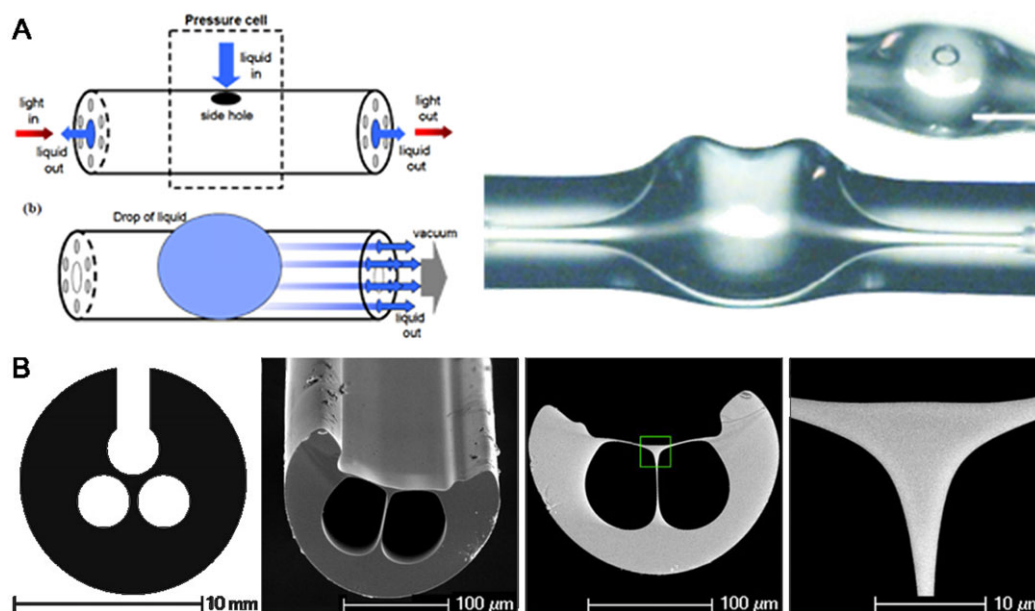 A
Pressure cell
liquid
in
light
in
side hole
light
out
liquid
out
liquid
out
(b)
Drop of liquid
vacuum
liquid
out
B
10 mm
100 µm
100 µm
10 µm